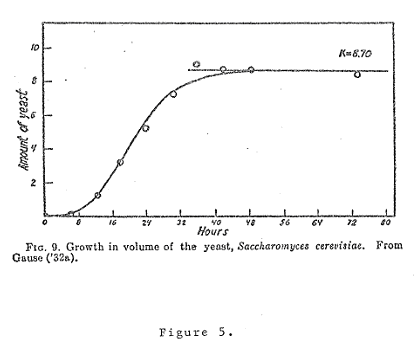 10
8
6
4
2
Amount of yeast
K=8.70
0 8 16 24 32 40 48 56 64 72 80
Hours
FIG. 9. Growth in volume of the yeast, Saccharomyces cerevisiae. From
Gause ('32a).
Figure 5.